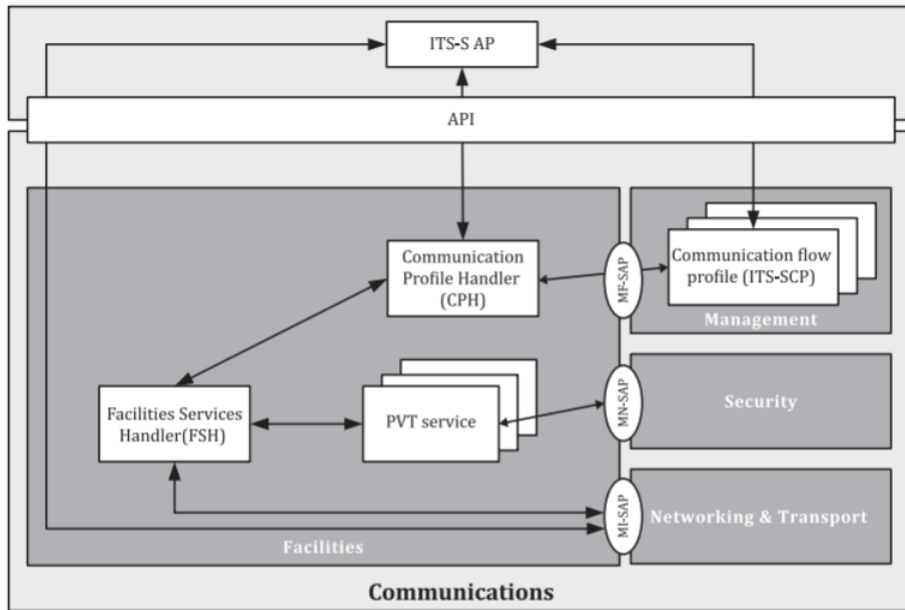 ITS-S AP
API
Communication
Profile Handler
(CPH)
MF-SAP
Communication flow
profile (ITS-SCP)
Management
Facilities Services
Handler(FSH)
PVT service
MN-SAP
Security
MI-SAP
Networking & Transport
Facilities
Communications